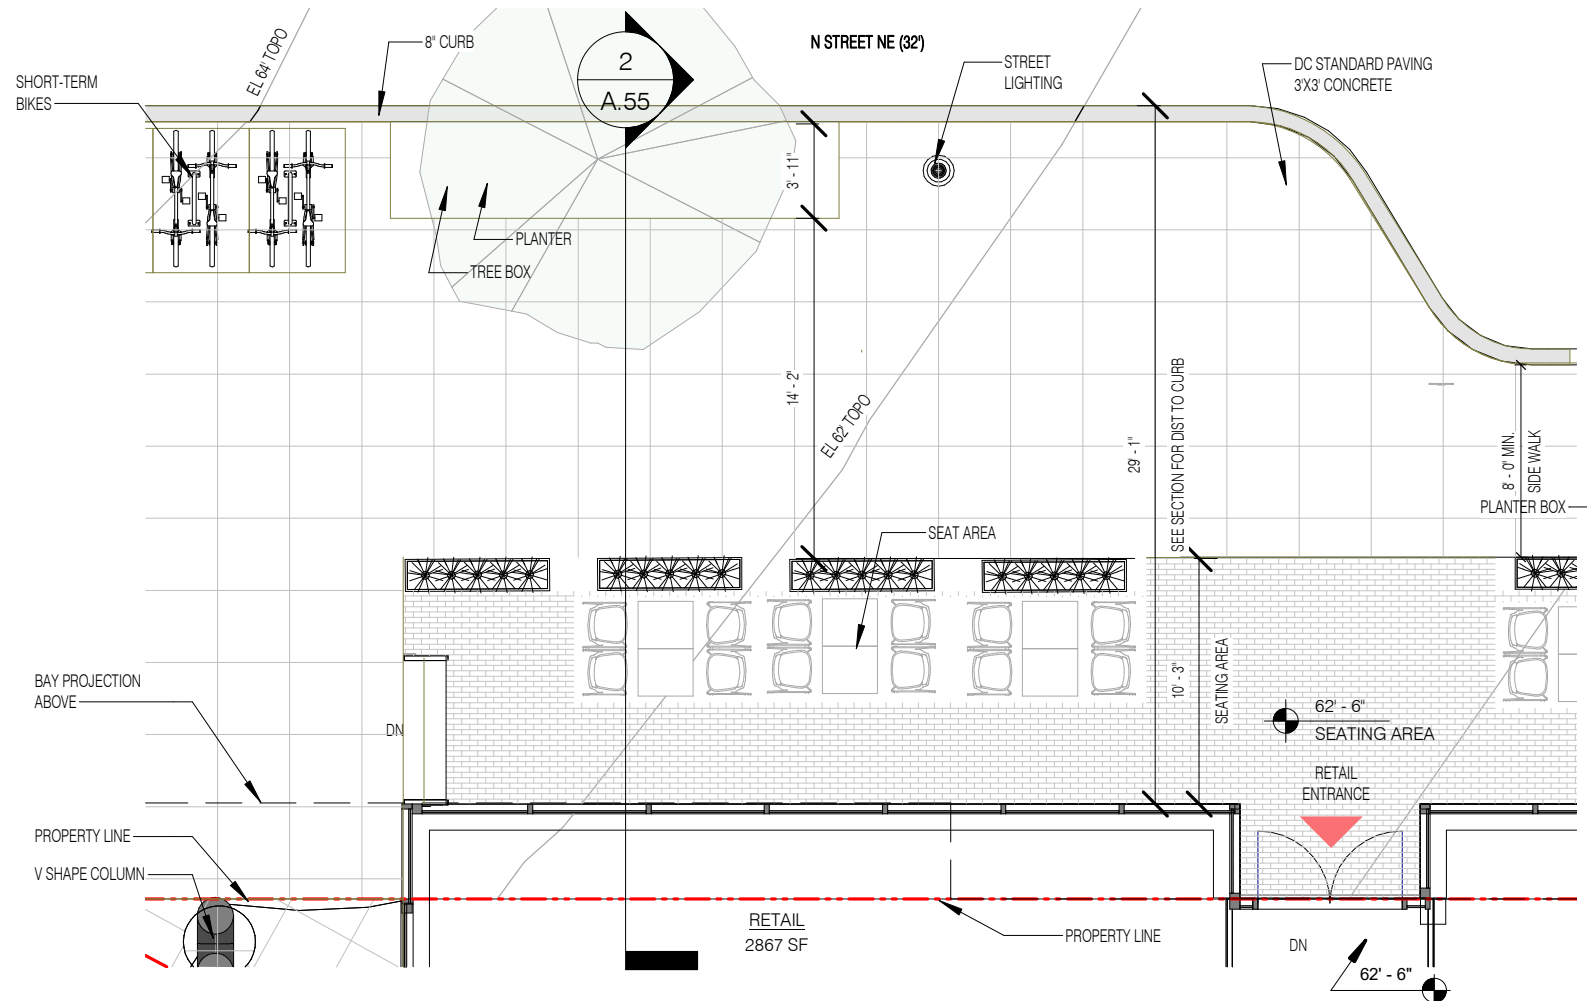 N STREET NE (32')
8" CURB
EL 64' TOPO
2
A.55
STREET
LIGHTING
DC STANDARD PAVING
3'X3' CONCRETE
SHORT-TERM
BIKES
3' - 11"
PLANTER
TREE BOX
14' - 2"
EL 62' TOPO
29' - 1"
SEE SECTION FOR DIST TO CURB
8' - 0" MIN.
SIDE WALK
PLANTER BOX
SEAT AREA
10' - 3"
SEATING AREA
BAY PROJECTION
ABOVE
DN
62' - 6"
SEATING AREA
RETAIL
ENTRANCE
PROPERTY LINE
V SHAPE COLUMN
RETAIL
2867 SF
PROPERTY LINE
DN
62' - 6"